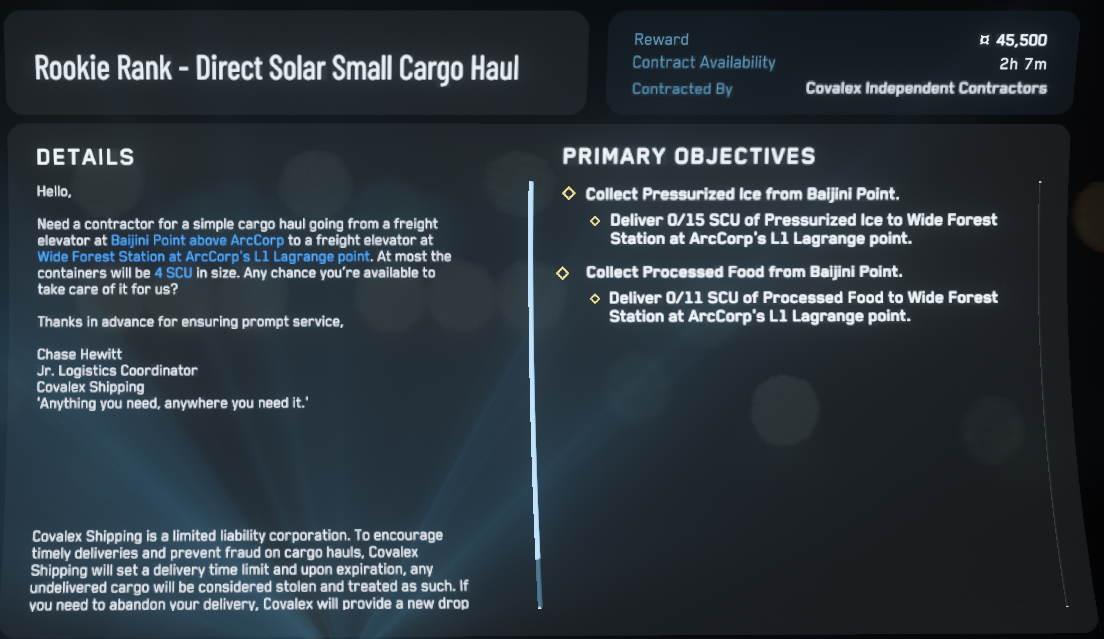 Rookie Rank - Direct Solar Small Cargo Haul
Reward
¤ 45,500
Contract Availability
2h 7m
Contracted By
Covalex Independent Contractors
DETAILS
Hello,
Need a contractor for a simple cargo haul going from a freight
elevator at Baijini Point above ArcCorp to a freight elevator at
Wide Forest Station at ArcCorp's L1 Lagrange point. At most the
containers will be 4 SCU in size. Any chance you're available to
take care of it for us?
Thanks in advance for ensuring prompt service,
Chase Hewitt
Jr. Logistics Coordinator
Covalex Shipping
'Anything you need, anywhere you need it.'
Covalex Shipping is a limited liability corporation. To encourage
timely deliveries and prevent fraud on cargo hauls, Covalex
Shipping will set a delivery time limit and upon expiration, any
undelivered cargo will be considered stolen and treated as such. If
you need to abandon your delivery, Covalex will provide a new drop
PRIMARY OBJECTIVES
Collect Pressurized Ice from Baijini Point.
Deliver 0/15 SCU of Pressurized Ice to Wide Forest
Station at ArcCorp's L1 Lagrange point.
Collect Processed Food from Baijini Point.
Deliver 0/11 SCU of Processed Food to Wide Forest
Station at ArcCorp's L1 Lagrange point.